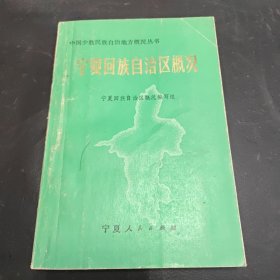 中国少数民族自治地方概况丛书
宁夏回族自治区概况
宁夏回族自治区概况编写组
宁夏人民出版社